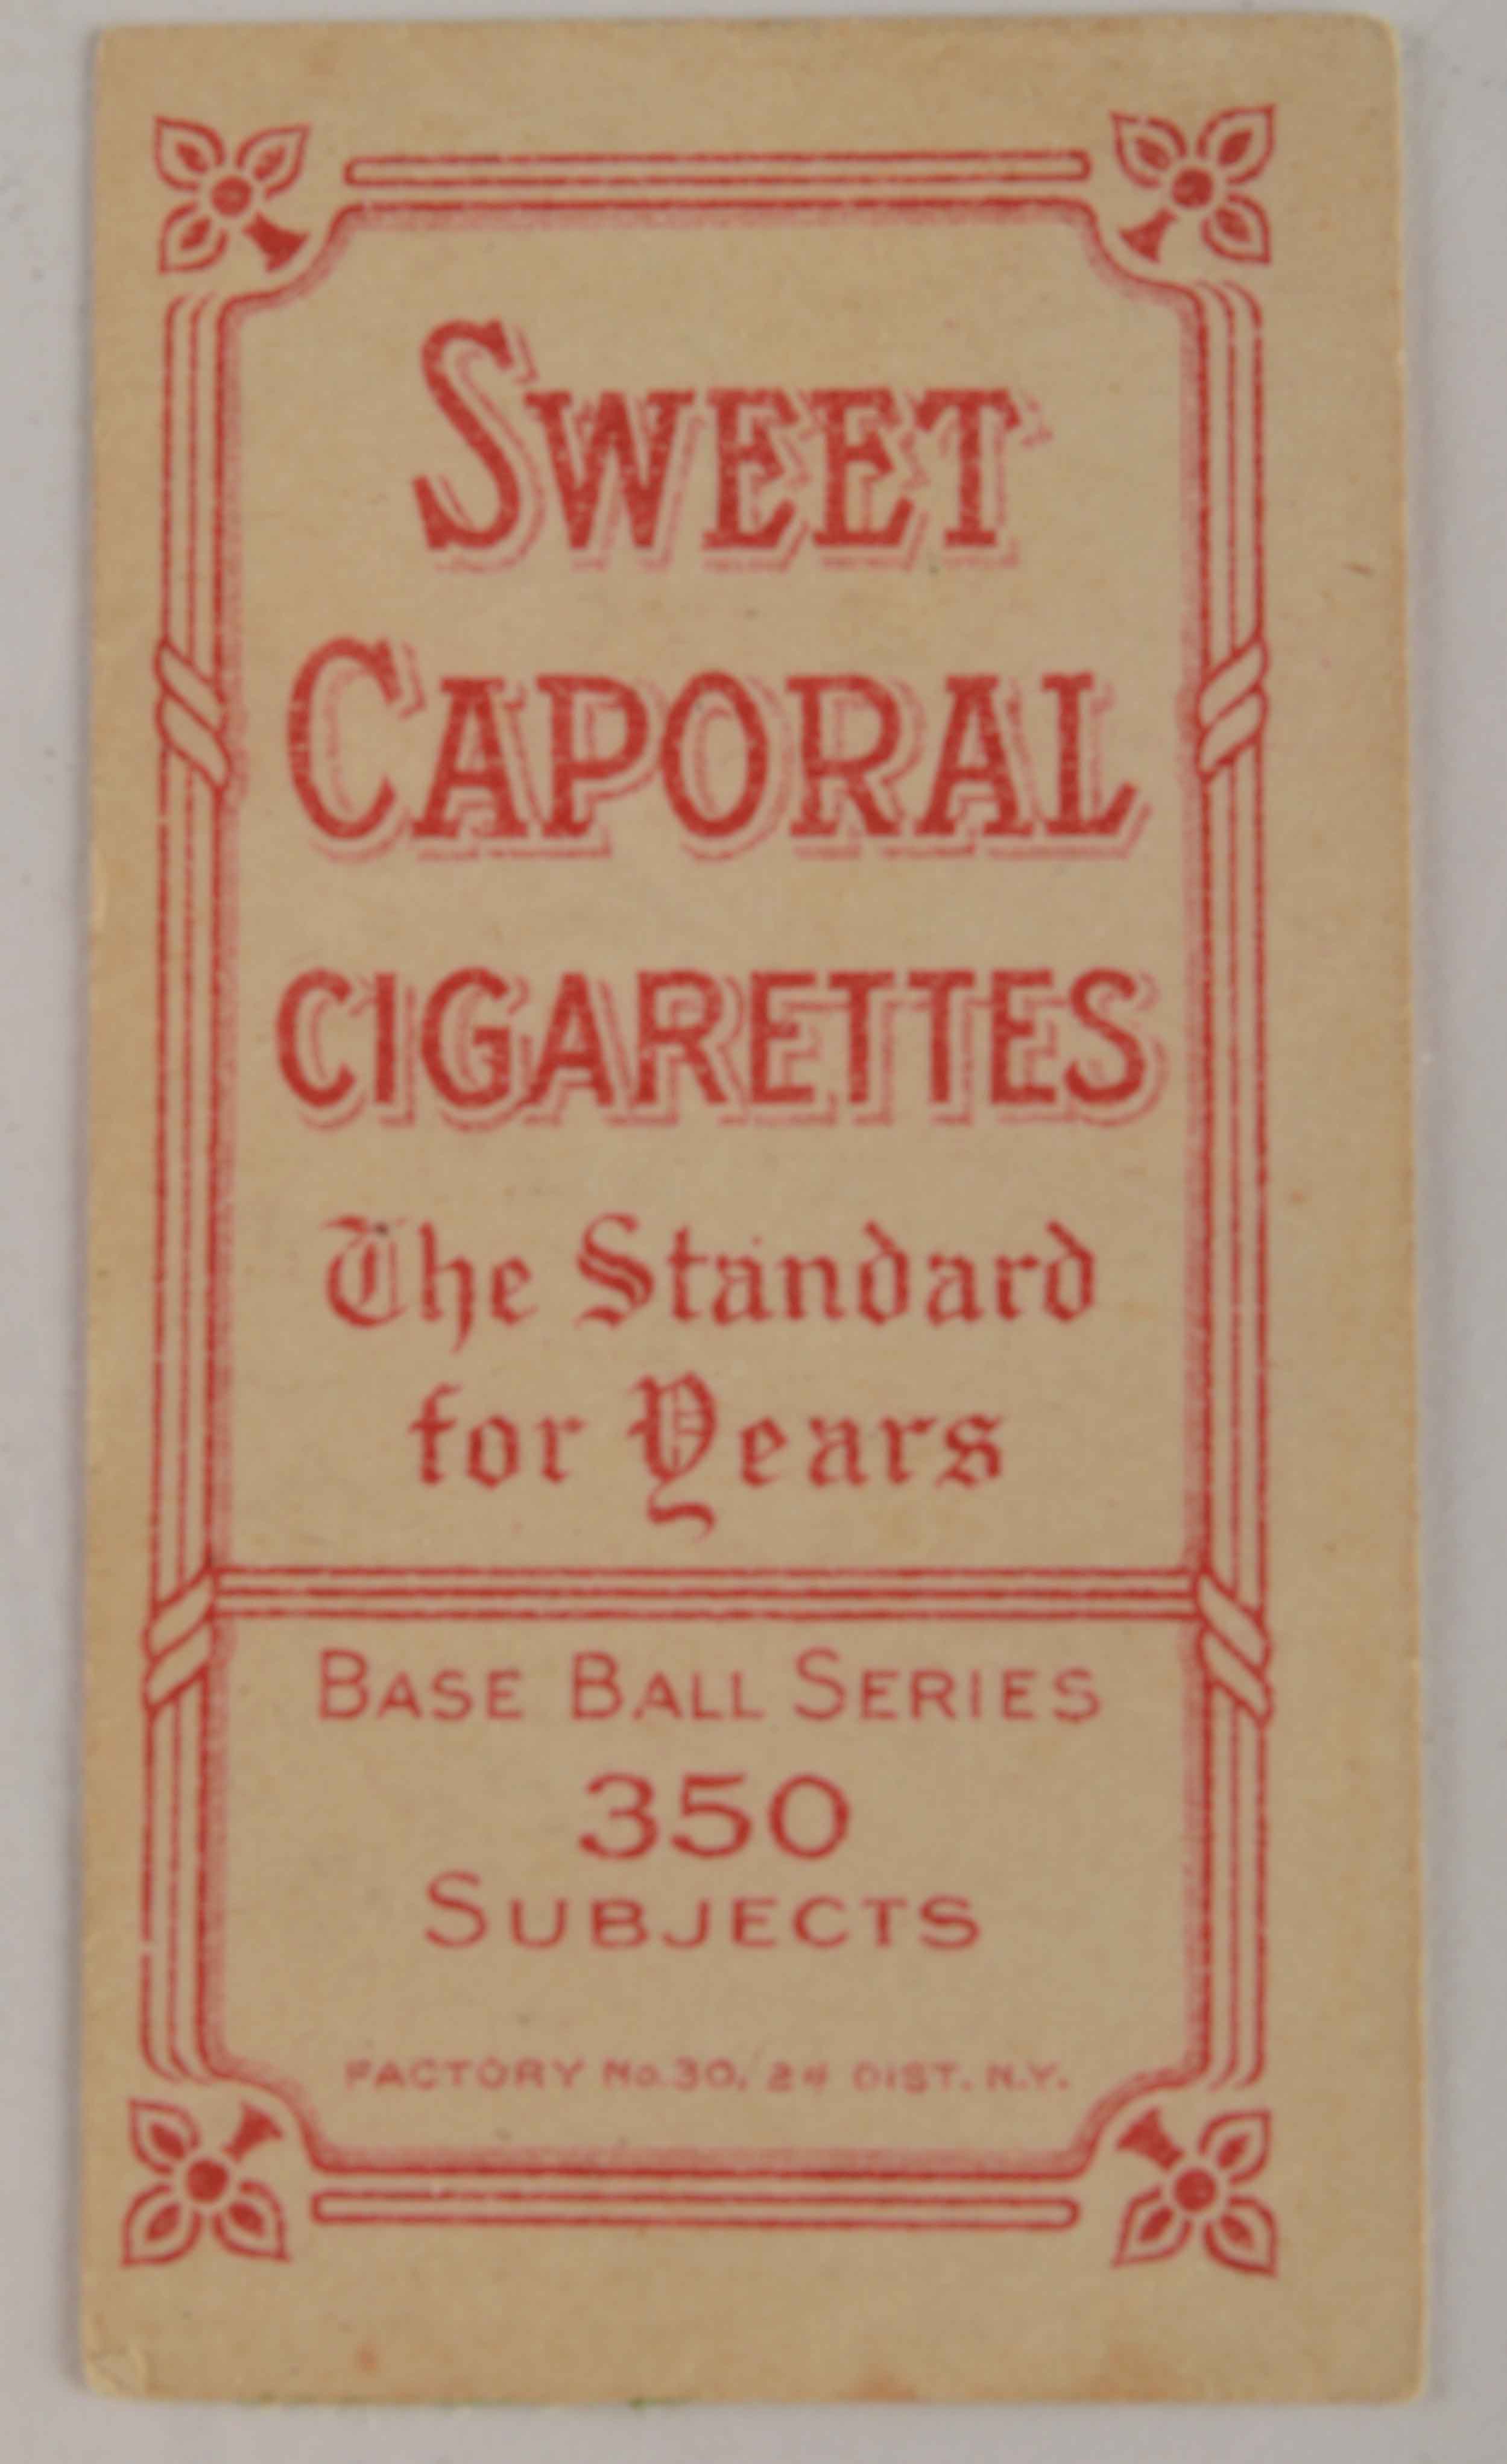 SWEET
CAPORAL
CIGARETTES
The Standard
for Years
BASE BALL SERIES
350
SUBJECTS
FACTORY No. 30, 2d DIST. N.Y.